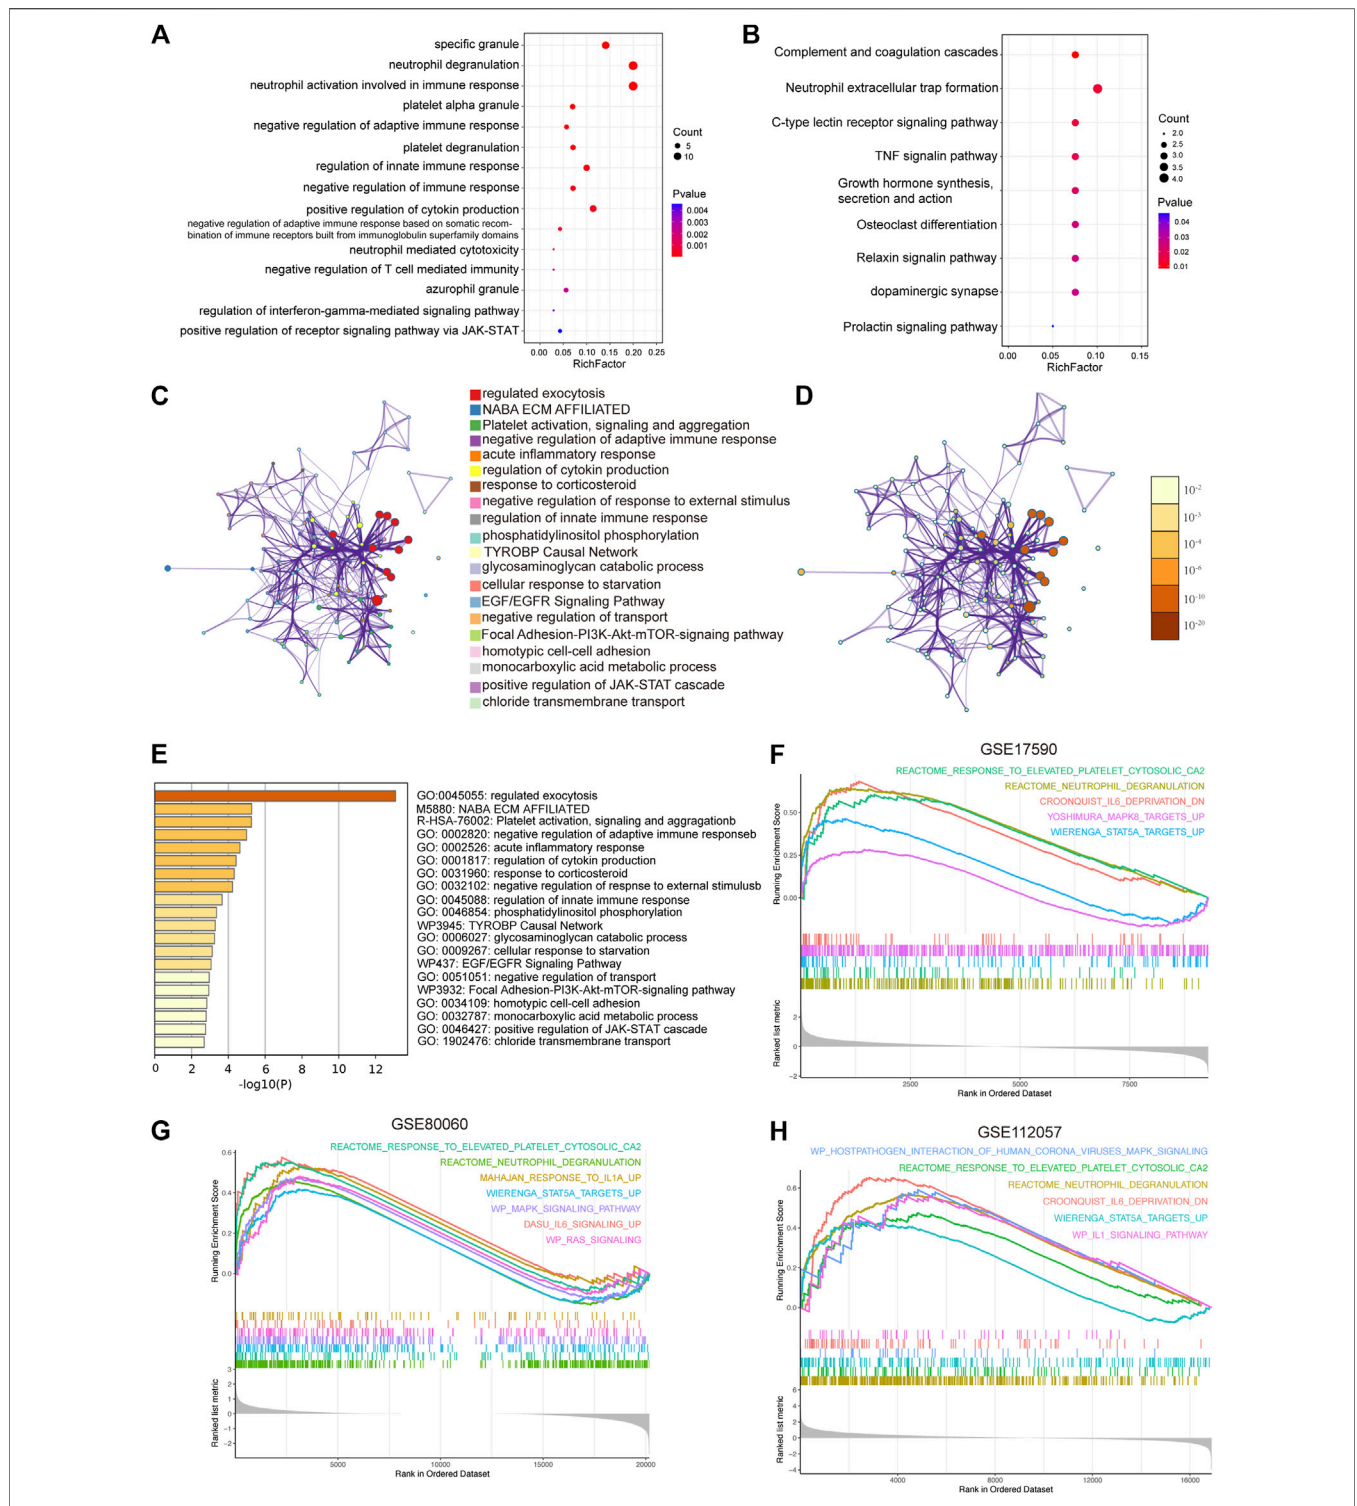 A
specific granule
neutrophil degranulation
neutrophil activation involved in immune response
platelet alpha granule
negative regulation of adaptive immune response
platelet degranulation
regulation of innate immune response
negative regulation of immune response
positive regulation of cytokin production
negative regulation of adaptive immune response based on somatic recom-
bination of immune receptors built from immunoglobulin superfamily domains
neutrophil mediated cytotoxicity
negative regulation of T cell mediated immunity
azurophil granule
regulation of interferon-gamma-mediated signaling pathway
positive regulation of receptor signaling pathway via JAK-STAT
0.00 0.05 0.10 0.15 0.20 0.25
RichFactor
Count
5
10
Pvalue
0.004
0.003
0.002
0.001
B
Complement and coagulation cascades
Neutrophil extracellular trap formation
C-type lectin receptor signaling pathway
TNF signalin pathway
Growth hormone synthesis,
secretion and action
Osteoclast differentiation
Relaxin signalin pathway
dopaminergic synapse
Prolactin signaling pathway
0.00 0.05 0.10 0.15
RichFactor
Count
2.0
2.5
3.0
3.5
4.0
Pvalue
0.04
0.03
0.02
0.01
C
regulated exocytosis
NABA ECM AFFILIATED
Platelet activation, signaling and aggregation
negative regulation of adaptive immune response
acute inflammatory response
regulation of cytokin production
response to corticosteroid
negative regulation of response to external stimulus
regulation of innate immune response
phosphatidylinositol phosphorylation
TYROBP Causal Network
glycosaminoglycan catabolic process
cellular response to starvation
EGF/EGFR Signaling Pathway
negative regulation of transport
Focal Adhesion-PI3K-Akt-mTOR-signaing pathway
homotypic cell-cell adhesion
monocarboxylic acid metabolic process
positive regulation of JAK-STAT cascade
chloride transmembrane transport
D
10-2
10-3
10-4
10-6
10-10
10-20
E
GO:0045055: regulated exocytosis
M5880: NABA ECM AFFILIATED
R-HSA-76002: Platelet activation, signaling and aggragationb
GO: 0002820: negative regulation of adaptive immune responseb
GO: 0002526: acute inflammatory response
GO: 0001817: regulation of cytokin production
GO: 0031960: response to corticosteroid
GO: 0032102: negative regulation of respnse to external stimulusb
GO: 0045088: regulation of innate immune response
GO: 0046854: phosphatidylinositol phosphorylation
WP3945: TYROBP Causal Network
GO: 0006027: glycosaminoglycan catabolic process
GO: 0009267: cellular response to starvation
WP437: EGF/EGFR Signaling Pathway
GO: 0051051: negative regulation of transport
WP3932: Focal Adhesion-PI3K-Akt-mTOR-signaling pathway
GO: 0034109: homotypic cell-cell adhesion
GO: 0032787: monocarboxylic acid metabolic process
GO: 0046427: positive regulation of JAK-STAT cascade
GO: 1902476: chloride transmembrane transport
0 2 4 6 8 10 12
-log10(P)
F
GSE17590
REACTOME_RESPONSE_TO_ELEVATED_PLATELET_CYTOSOLIC_CA2
REACTOME_NEUTROPHIL_DEGRANULATION
CROONQUIST_IL6_DEPRIVATION_DN
YOSHIMURA_MAPK8_TARGETS_UP
WIERENGA_STAT5A_TARGETS_UP
Running Enrichment Score
0.50
0.25
0.00
Ranked list metric
2
0
−2
2500 5000 7500
Rank in Ordered Dataset
G
GSE80060
REACTOME_RESPONSE_TO_ELEVATED_PLATELET_CYTOSOLIC_CA2
REACTOME_NEUTROPHIL_DEGRANULATION
MAHAJAN_RESPONSE_TO_IL1A_UP
WIERENGA_STAT5A_TARGETS_UP
WP_MAPK_SIGNALING_PATHWAY
DASU_IL6_SIGNALING_UP
WP_RAS_SIGNALING
Running Enrichment Score
0.6
0.4
0.2
0.0
Ranked list metric
3
2
1
0
−1
−2
5000 10000 15000 20000
Rank in Ordered Dataset
H
GSE112057
WP_HOSTPATHOGEN_INTERACTION_OF_HUMAN_CORONA_VIRUSES_MAPK_SIGNALING
REACTOME_RESPONSE_TO_ELEVATED_PLATELET_CYTOSOLIC_CA2
REACTOME_NEUTROPHIL_DEGRANULATION
CROONQUIST_IL6_DEPRIVATION_DN
WIERENGA_STAT5A_TARGETS_UP
WP_IL1_SIGNALING_PATHWAY
Running Enrichment Score
0.6
0.4
0.2
0.0
Ranked list metric
6
4
2
0
−2
−4
4000 8000 12000 16000
Rank in Ordered Dataset